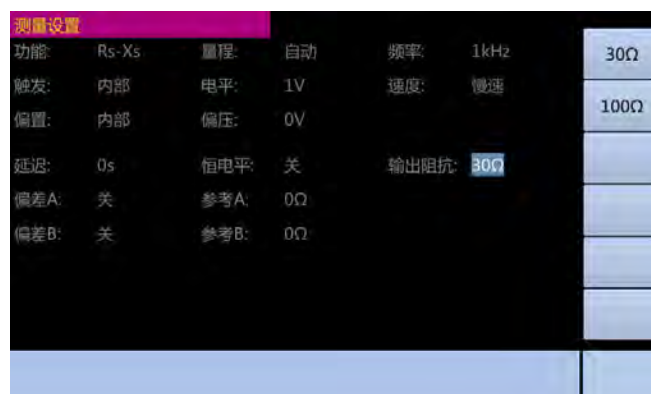 测量设置
功能: Rs-Xs 量程: 自动 频率: 1kHz
触发: 内部 电平: 1V 速度: 慢速
偏置: 内部 偏压: 0V
延迟: 0s 恒电平: 关 输出阻抗: 30Ω
偏差A: 关 参考A: 0Ω
偏差B: 关 参考B: 0Ω
30Ω
100Ω